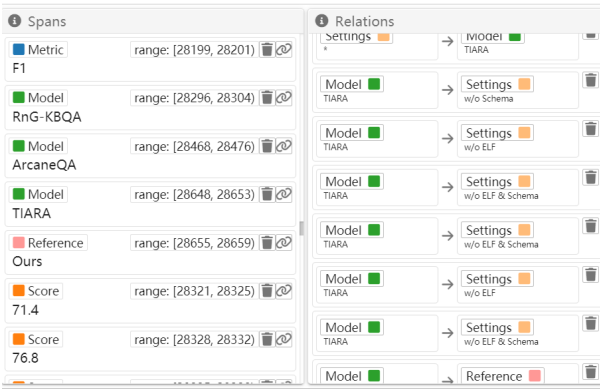 Spans
Metric range: [28199, 28201)
F1
Model range: [28296, 28304)
RnG-KBQA
Model range: [28468, 28476)
ArcaneQA
Model range: [28648, 28653)
TIARA
Reference range: [28655, 28659)
Ours
Score range: [28321, 28325)
71.4
Score range: [28328, 28332)
76.8
Relations
Settings → Model
* TIARA
Model → Settings
TIARA w/o Schema
Model → Settings
TIARA w/o ELF
Model → Settings
TIARA w/o ELF & Schema
Model → Settings
TIARA w/o ELF & Schema
Model → Settings
TIARA w/o ELF
Model → Settings
TIARA w/o ELF & Schema
Model → Reference